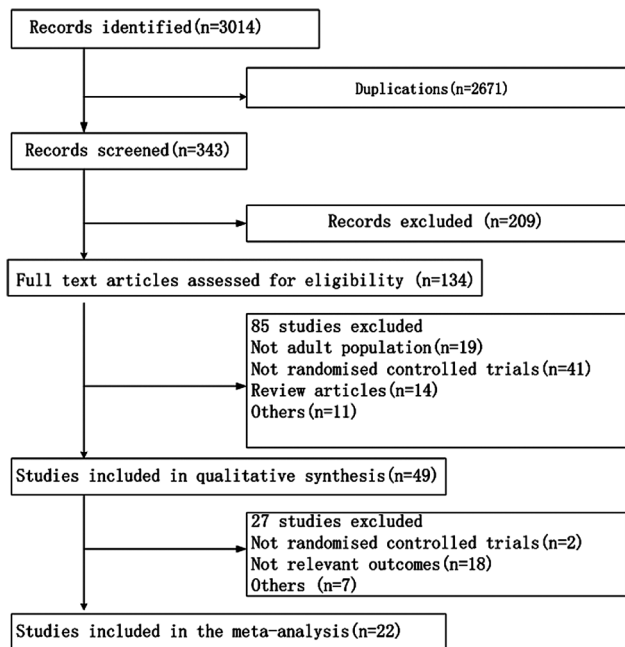 Records identified(n=3014)
Duplications(n=2671)
Records screened(n=343)
Records excluded (n=209)
Full text articles assessed for eligibility (n=134)
85 studies excluded
Not adult population(n=19)
Not randomised controlled trials(n=41)
Review articles(n=14)
Others(n=11)
Studies included in qualitative synthesis(n=49)
27 studies excluded
Not randomised controlled trials(n=2)
Not relevant outcomes(n=18)
Others (n=7)
Studies included in the meta-analysis(n=22)